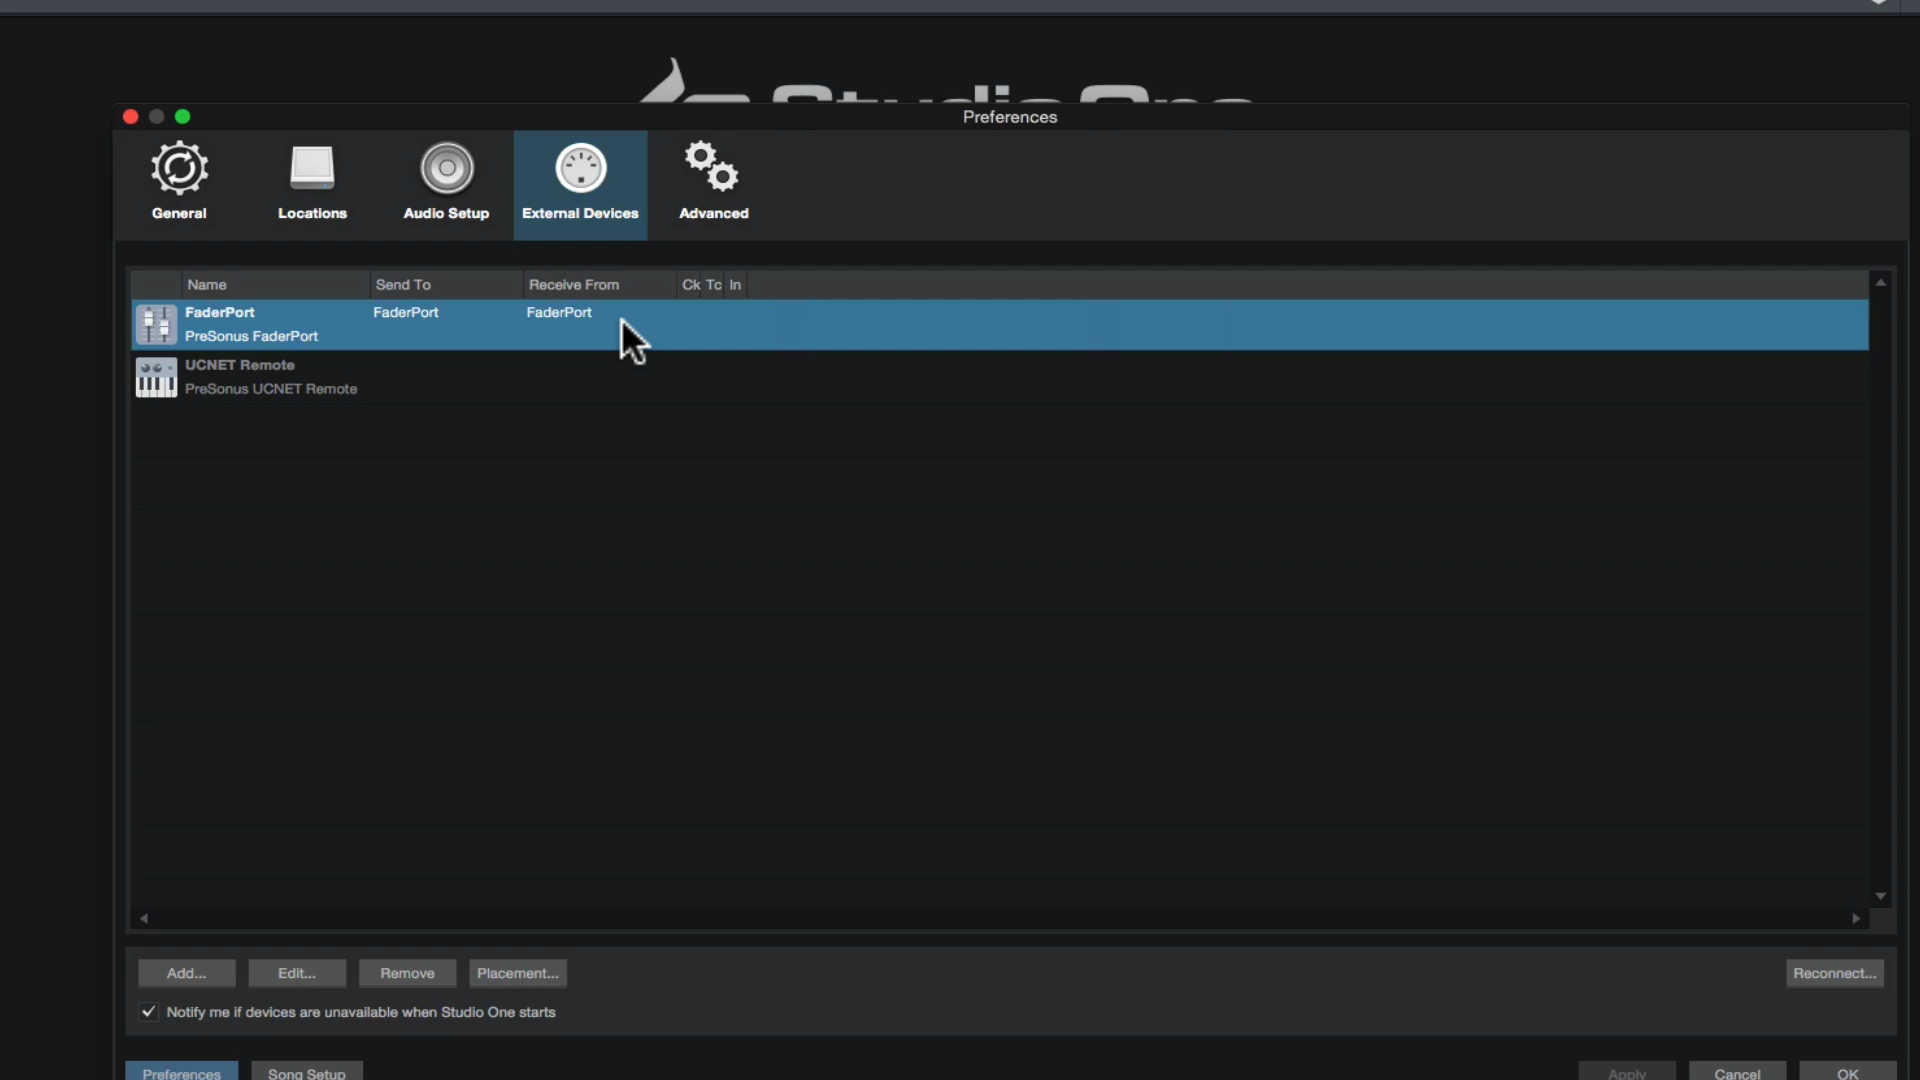 Studio One
Preferences
General
Locations
Audio Setup
External Devices
Advanced
Name Send To Receive From Ck Tc In
FaderPort FaderPort FaderPort
PreSonus FaderPort
UCNET Remote
PreSonus UCNET Remote
Add... Edit... Remove Placement... Reconnect...
Notify me if devices are unavailable when Studio One starts
Preferences Song Setup Apply Cancel OK